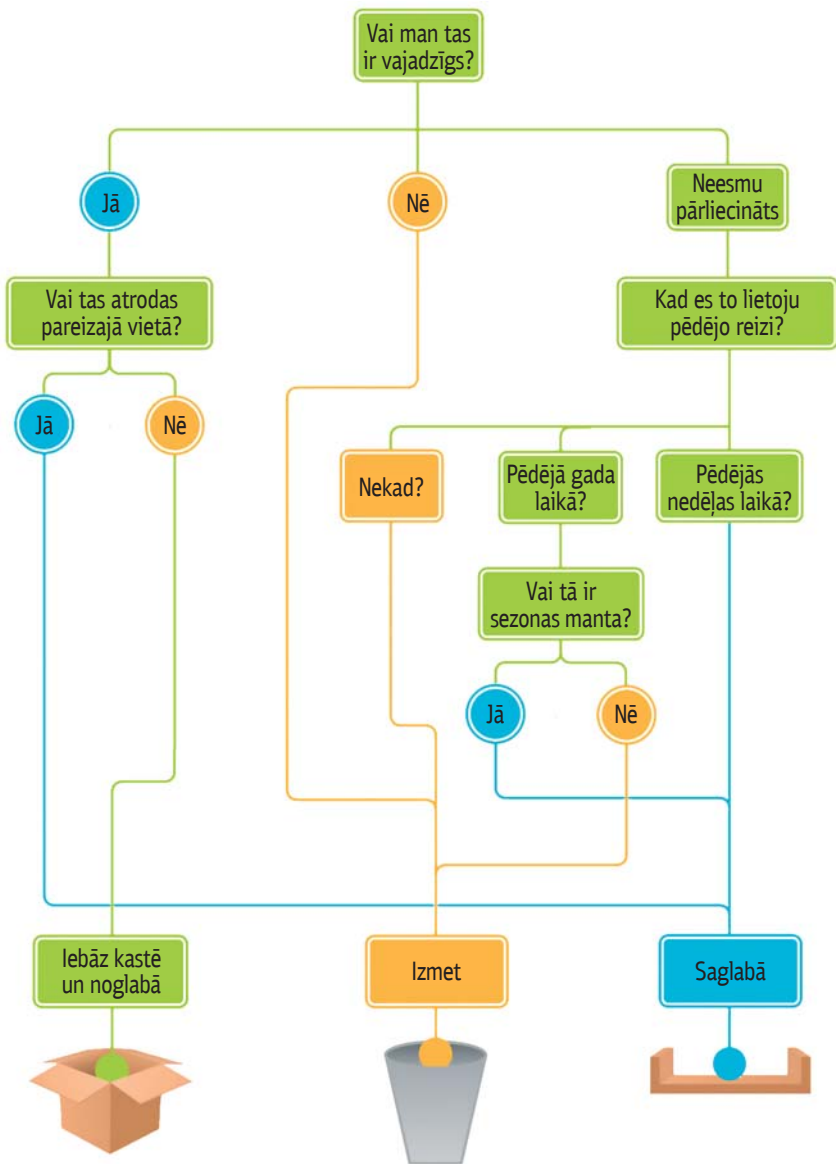 Vai man tas
ir vajadzīgs?
Jā
Nē
Neesmu
pārliecināts
Vai tas atrodas
pareizajā vietā?
Kad es to lietoju
pēdējo reizi?
Jā
Nē
Nekad?
Pēdējā gada
laikā?
Pēdējās
nedēļas laikā?
Vai tā ir
sezonas manta?
Jā
Nē
Iebāz kastē
un noglabā
Izmet
Saglabā